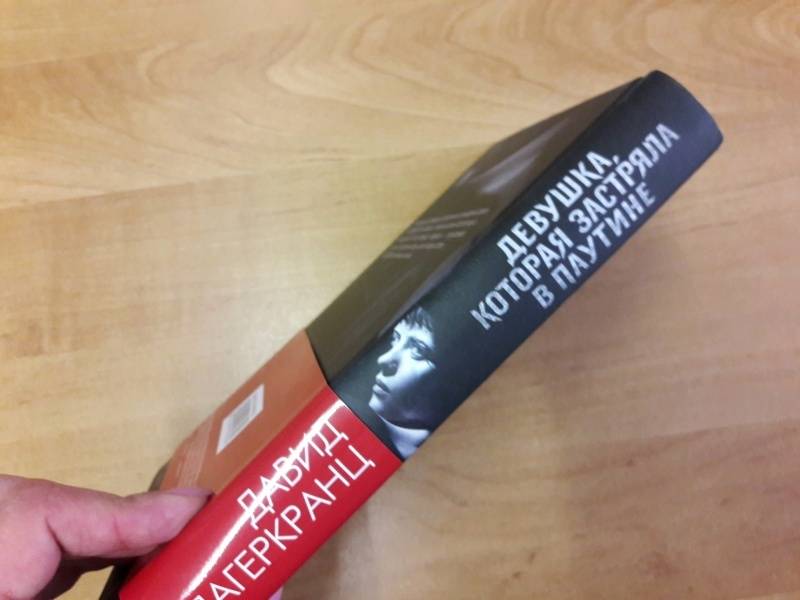 ДЕВУШКА,
КОТОРАЯ ЗАСТРЯЛА
В ПАУТИНЕ
ДАВИД
ЛАГЕРКРАНЦ